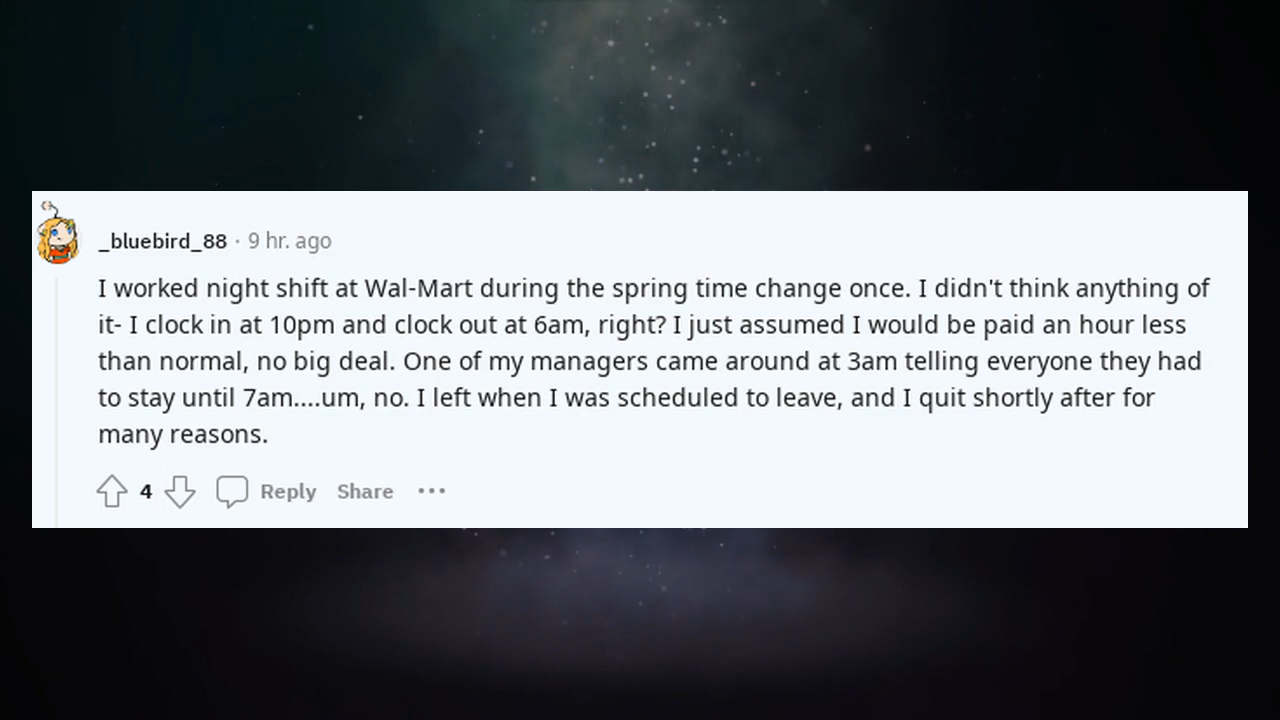 _bluebird_88 · 9 hr. ago
I worked night shift at Wal-Mart during the spring time change once. I didn't think anything of
it- I clock in at 10pm and clock out at 6am, right? I just assumed I would be paid an hour less
than normal, no big deal. One of my managers came around at 3am telling everyone they had
to stay until 7am....um, no. I left when I was scheduled to leave, and I quit shortly after for
many reasons.
4 Reply Share ···